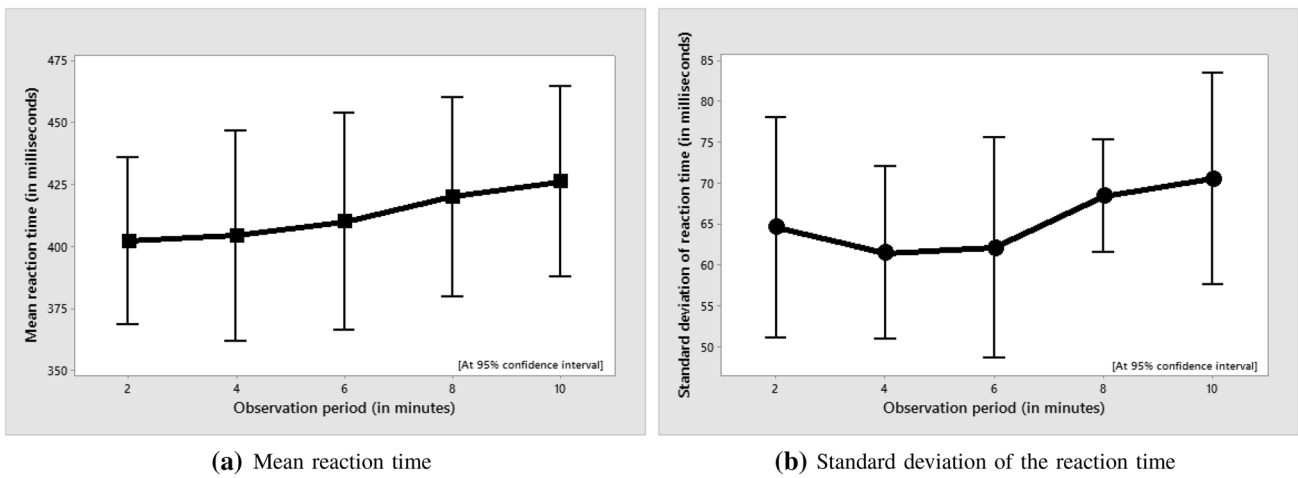 Mean reaction time (in milliseconds)
475
450
425
400
375
350
[At 95% confidence interval]
2 4 6 8 10
Observation period (in minutes)
(a) Mean reaction time
Standard deviation of reaction time (in milliseconds)
85
80
75
70
65
60
55
50
[At 95% confidence interval]
2 4 6 8 10
Observation period (in minutes)
(b) Standard deviation of the reaction time